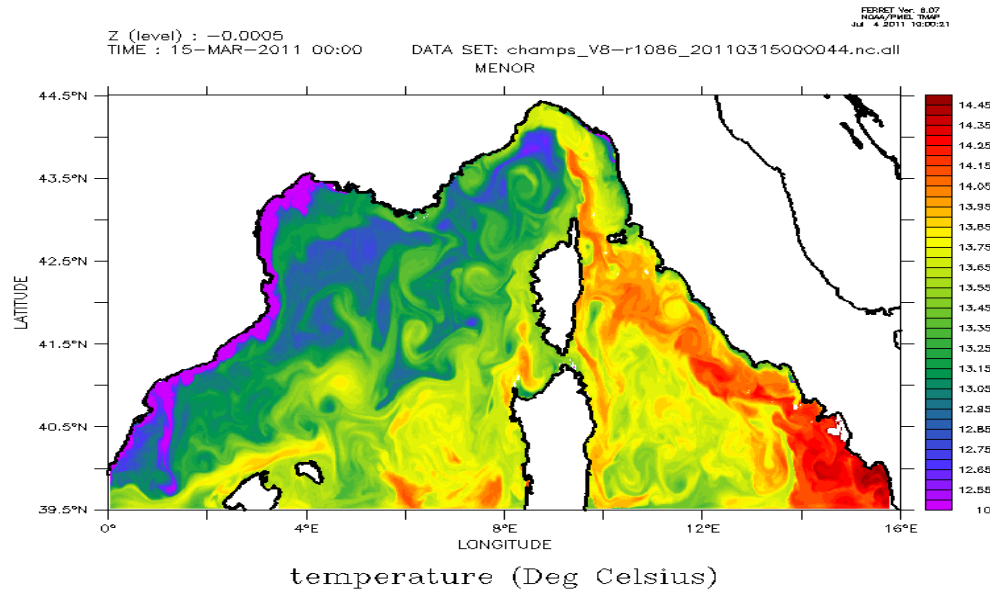 FERRET Ver. 6.07
NOAA/PMEL TMAP
Jul 4 2011 19:00:21
Z (level) : -0.0005
TIME : 15-MAR-2011 00:00 DATA SET: champs_V8-r1086_20110315000044.nc.all
MENOR
44.5°N
43.5°N
42.5°N
41.5°N
40.5°N
39.5°N
LATITUDE
0° 4°E 8°E 12°E 16°E
LONGITUDE
14.45
14.35
14.25
14.15
14.05
13.95
13.85
13.75
13.65
13.55
13.45
13.35
13.25
13.15
13.05
12.95
12.85
12.75
12.65
12.55
10
temperature (Deg Celsius)